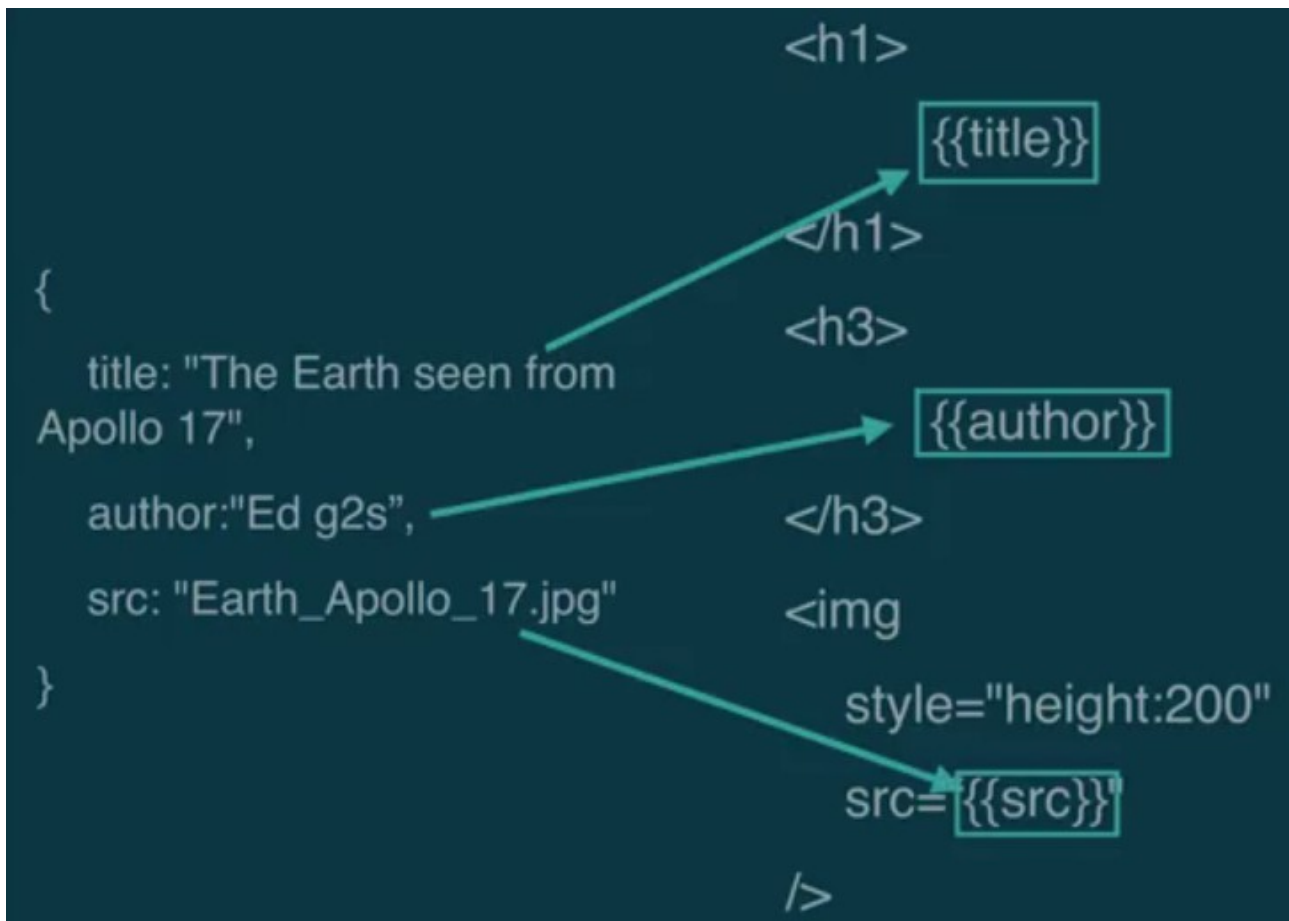 {
title: "The Earth seen from
Apollo 17",
author:"Ed g2s”,
src: "Earth_Apollo_17.jpg"
}
<h1>
{{title}}
</h1>
<h3>
{{author}}
</h3>
<img
style="height:200"
src={{src}}"
/>